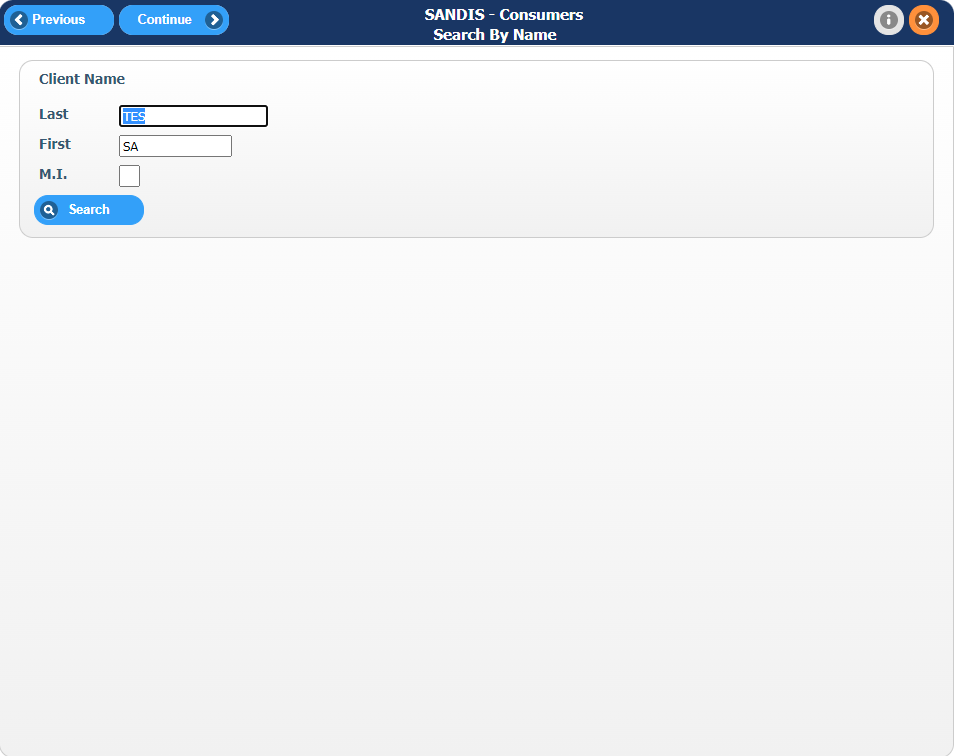 Previous
Continue
SANDIS - Consumers
Search By Name
Client Name
Last TES
First SA
M.I.
Search